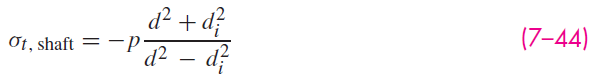 σt, shaft = −p (d² + dᵢ²) / (d² − dᵢ²) (7–44)